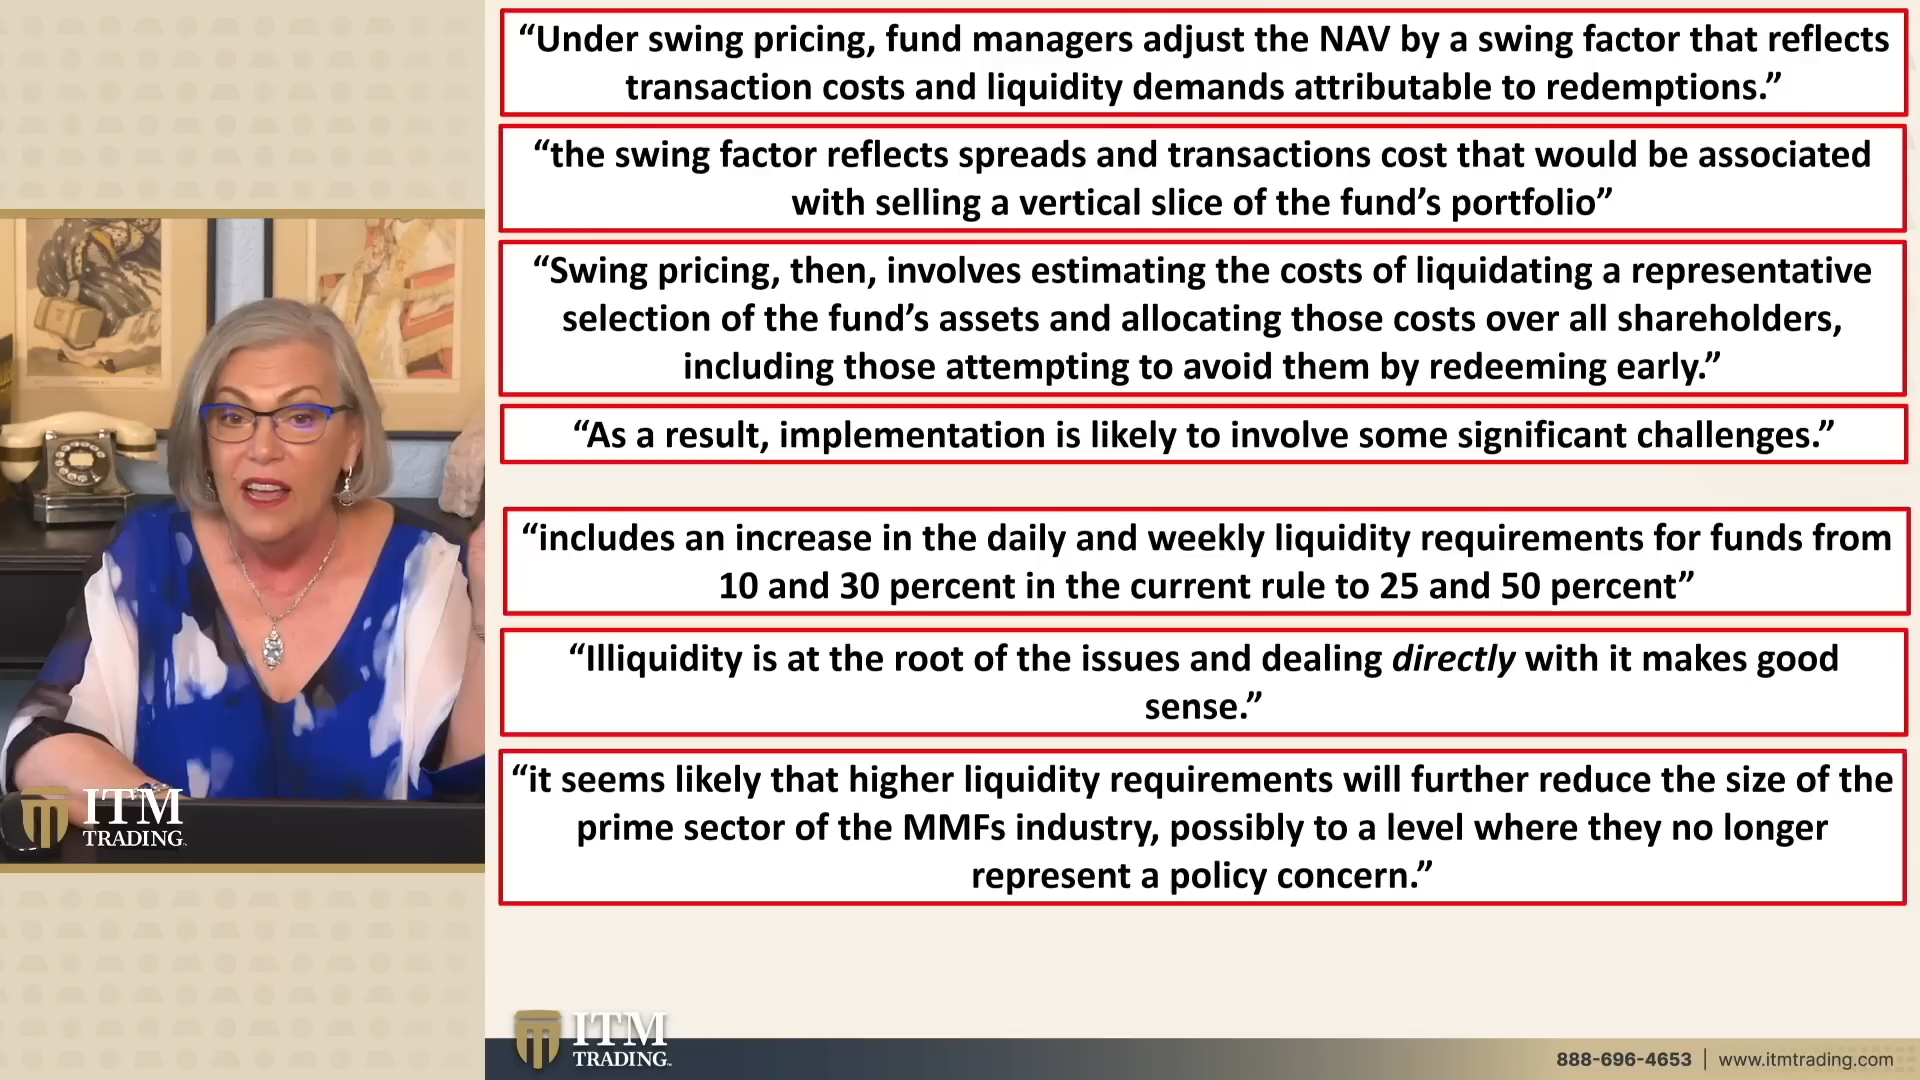 “Under swing pricing, fund managers adjust the NAV by a swing factor that reflects
transaction costs and liquidity demands attributable to redemptions.”
“the swing factor reflects spreads and transactions cost that would be associated
with selling a vertical slice of the fund’s portfolio”
“Swing pricing, then, involves estimating the costs of liquidating a representative
selection of the fund’s assets and allocating those costs over all shareholders,
including those attempting to avoid them by redeeming early.”
“As a result, implementation is likely to involve some significant challenges.”
“includes an increase in the daily and weekly liquidity requirements for funds from
10 and 30 percent in the current rule to 25 and 50 percent”
“Illiquidity is at the root of the issues and dealing directly with it makes good
sense.”
“it seems likely that higher liquidity requirements will further reduce the size of the
prime sector of the MMFs industry, possibly to a level where they no longer
represent a policy concern.”
ITM
TRADING
ITM
TRADING
888-696-4653 | www.itmtrading.com